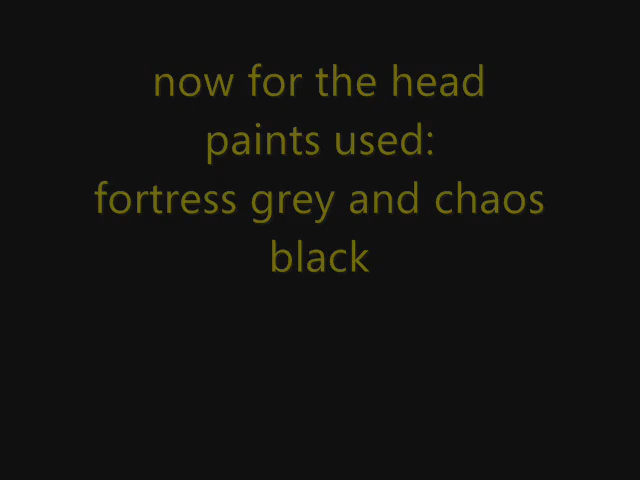 now for the head
paints used:
fortress grey and chaos
black